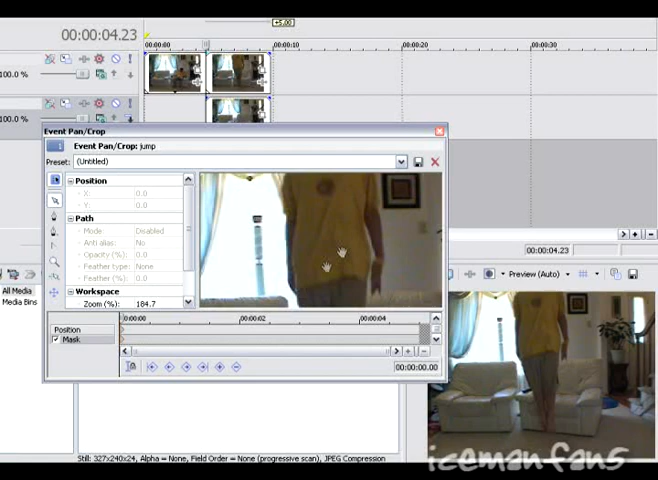 +5.00
00:00:04.23
00:00:00
00:00:10
00:00:20
00:00:30
100.0 %
100.0 %
Event Pan/Crop
Event Pan/Crop: jump
Preset:
(Untitled)
Position
X: 0.0
Y: 0.0
Path
Mode: Disabled
Anti alias: No
Opacity (%): 0.0
Feather type: None
Feather (%): 0.0
Workspace
Zoom (%): 184.7
00:00:04.23
Preview (Auto)
All Media
Media Bins
00:00:00
00:00:02
00:00:04
Position
Mask
00:00:00.00
Still: 327x240x24, Alpha = None, Field Order = None (progressive scan), JPEG Compression
icemanfans